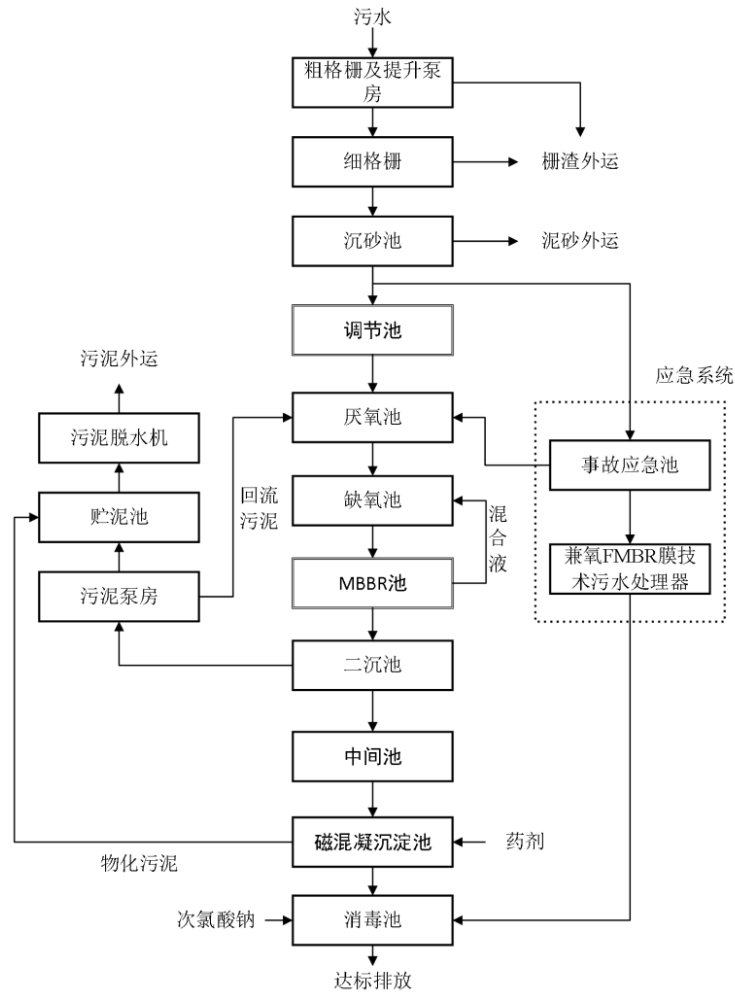 污水
粗格栅及提升泵
房
细格栅
栅渣外运
沉砂池
泥砂外运
调节池
污泥外运
应急系统
厌氧池
污泥脱水机
事故应急池
回流
污泥
缺氧池
混
合
液
贮泥池
兼氧FMBR膜技
术污水处理器
MBBR池
污泥泵房
二沉池
中间池
磁混凝沉淀池
药剂
物化污泥
次氯酸钠
消毒池
达标排放